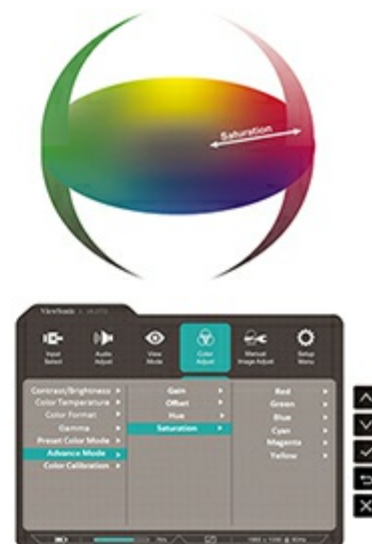 Saturation
ViewSonic
Input
Select
Audio
Adjust
View
Mode
Color
Adjust
Manual
Image Adjust
Setup
Menu
Contrast/Brightness
Color Temperature
Color Format
Gamma
Preset Color Mode
Advance Mode
Color Calibration
Gain
Offset
Hue
Saturation
Red
Green
Blue
Cyan
Magenta
Yellow